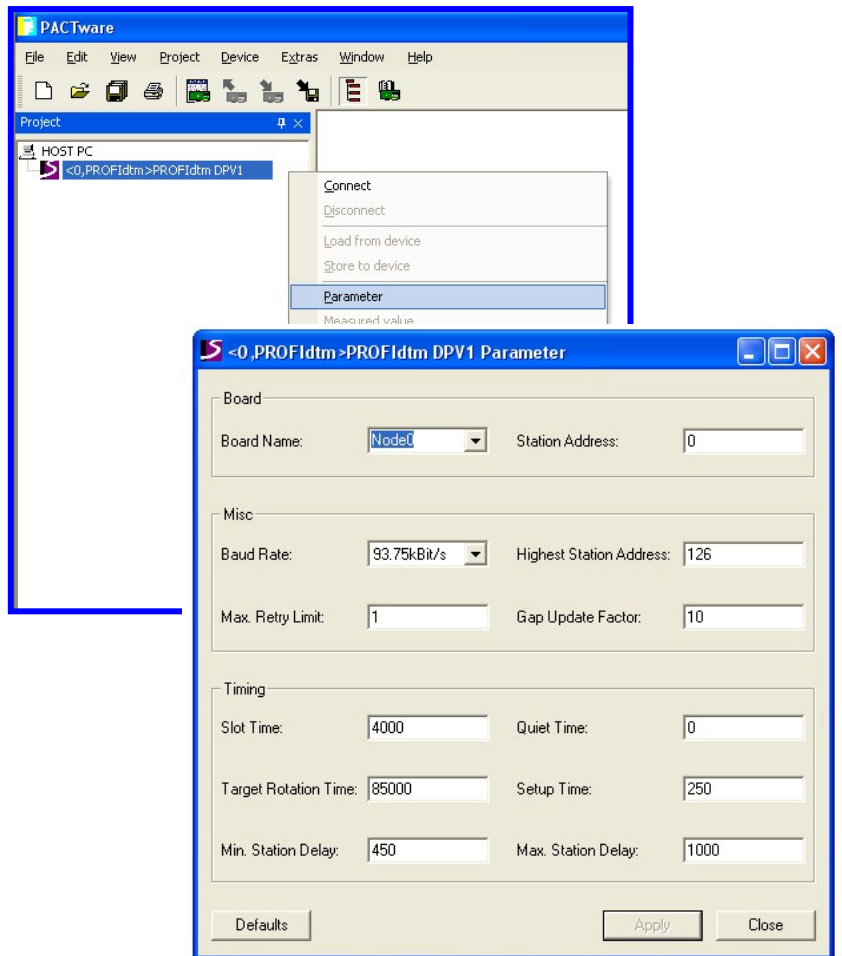 PACTware
File Edit View Project Device Extras Window Help
Project
HOST PC
<0,PROFIdtm>PROFIdtm DPV1
Connect
Disconnect
Load from device
Store to device
Parameter
Measured value
<0,PROFIdtm>PROFIdtm DPV1 Parameter
Board
Board Name: Node0 Station Address: 0
Misc
Baud Rate: 93.75kBit/s Highest Station Address: 126
Max. Retry Limit: 1 Gap Update Factor: 10
Timing
Slot Time: 4000 Quiet Time: 0
Target Rotation Time: 85000 Setup Time: 250
Min. Station Delay: 450 Max. Station Delay: 1000
Defaults Apply Close